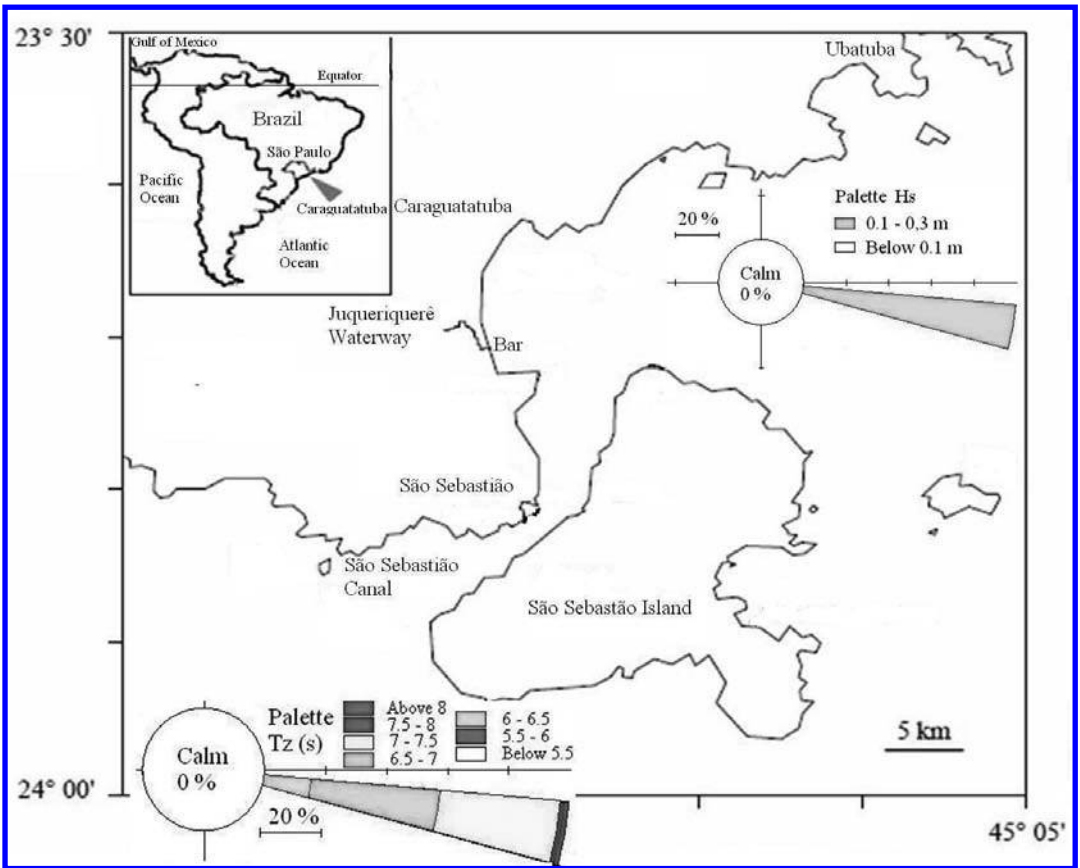 23° 30'
Gulf of Mexico
Equator
Brazil
São Paulo
Pacific
Ocean
Caraguatatuba
Atlantic
Ocean
Ubatuba
Caraguatatuba
Palette Hs
20 %
0.1 - 0,3 m
Below 0.1 m
Calm
0 %
Juqueriquerê
Waterway
Bar
São Sebastião
São Sebastião
Canal
São Sebastão Island
Palette
Tz (s)
Above 8
7.5 - 8
7 - 7.5
6.5 - 7
6 - 6.5
5.5 - 6
Below 5.5
5 km
Calm
0 %
24° 00'
20 %
45° 05'